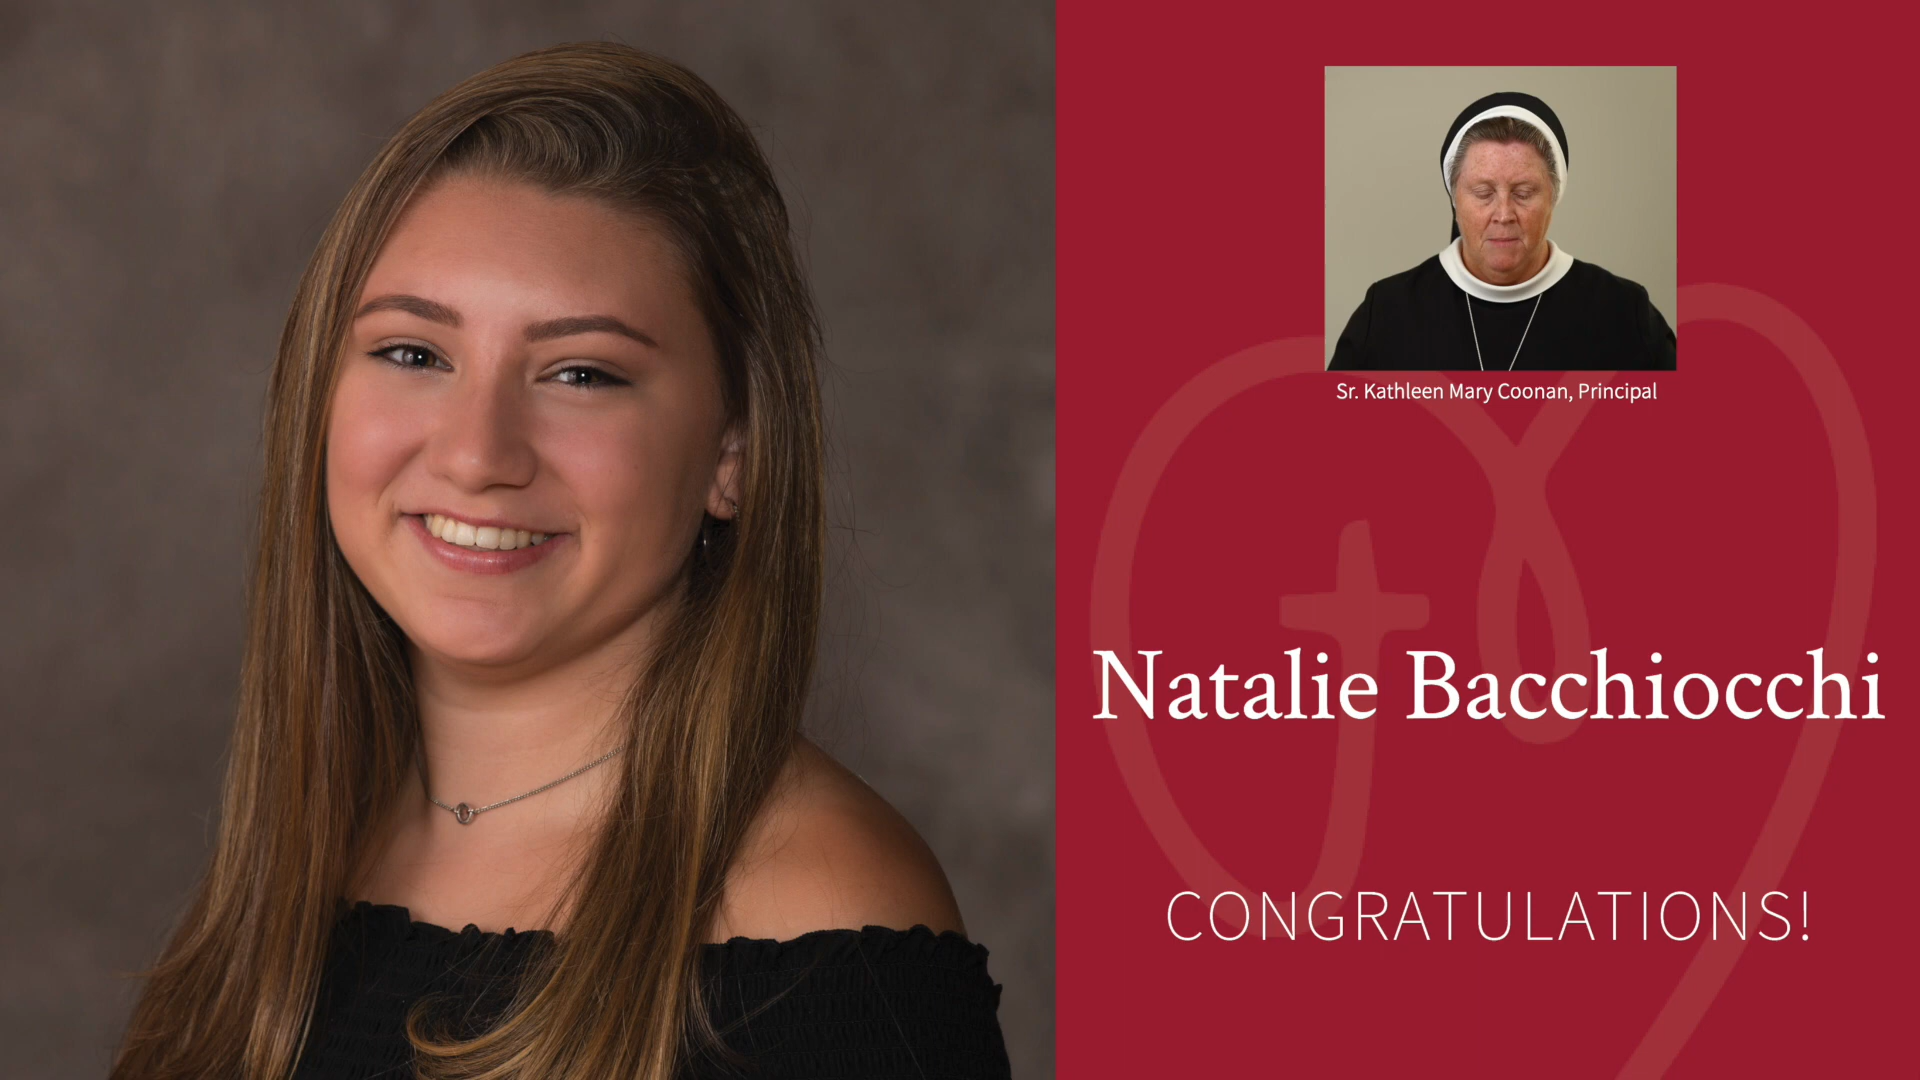 Sr. Kathleen Mary Coonan, Principal
Natalie Bacchiocchi
CONGRATULATIONS!